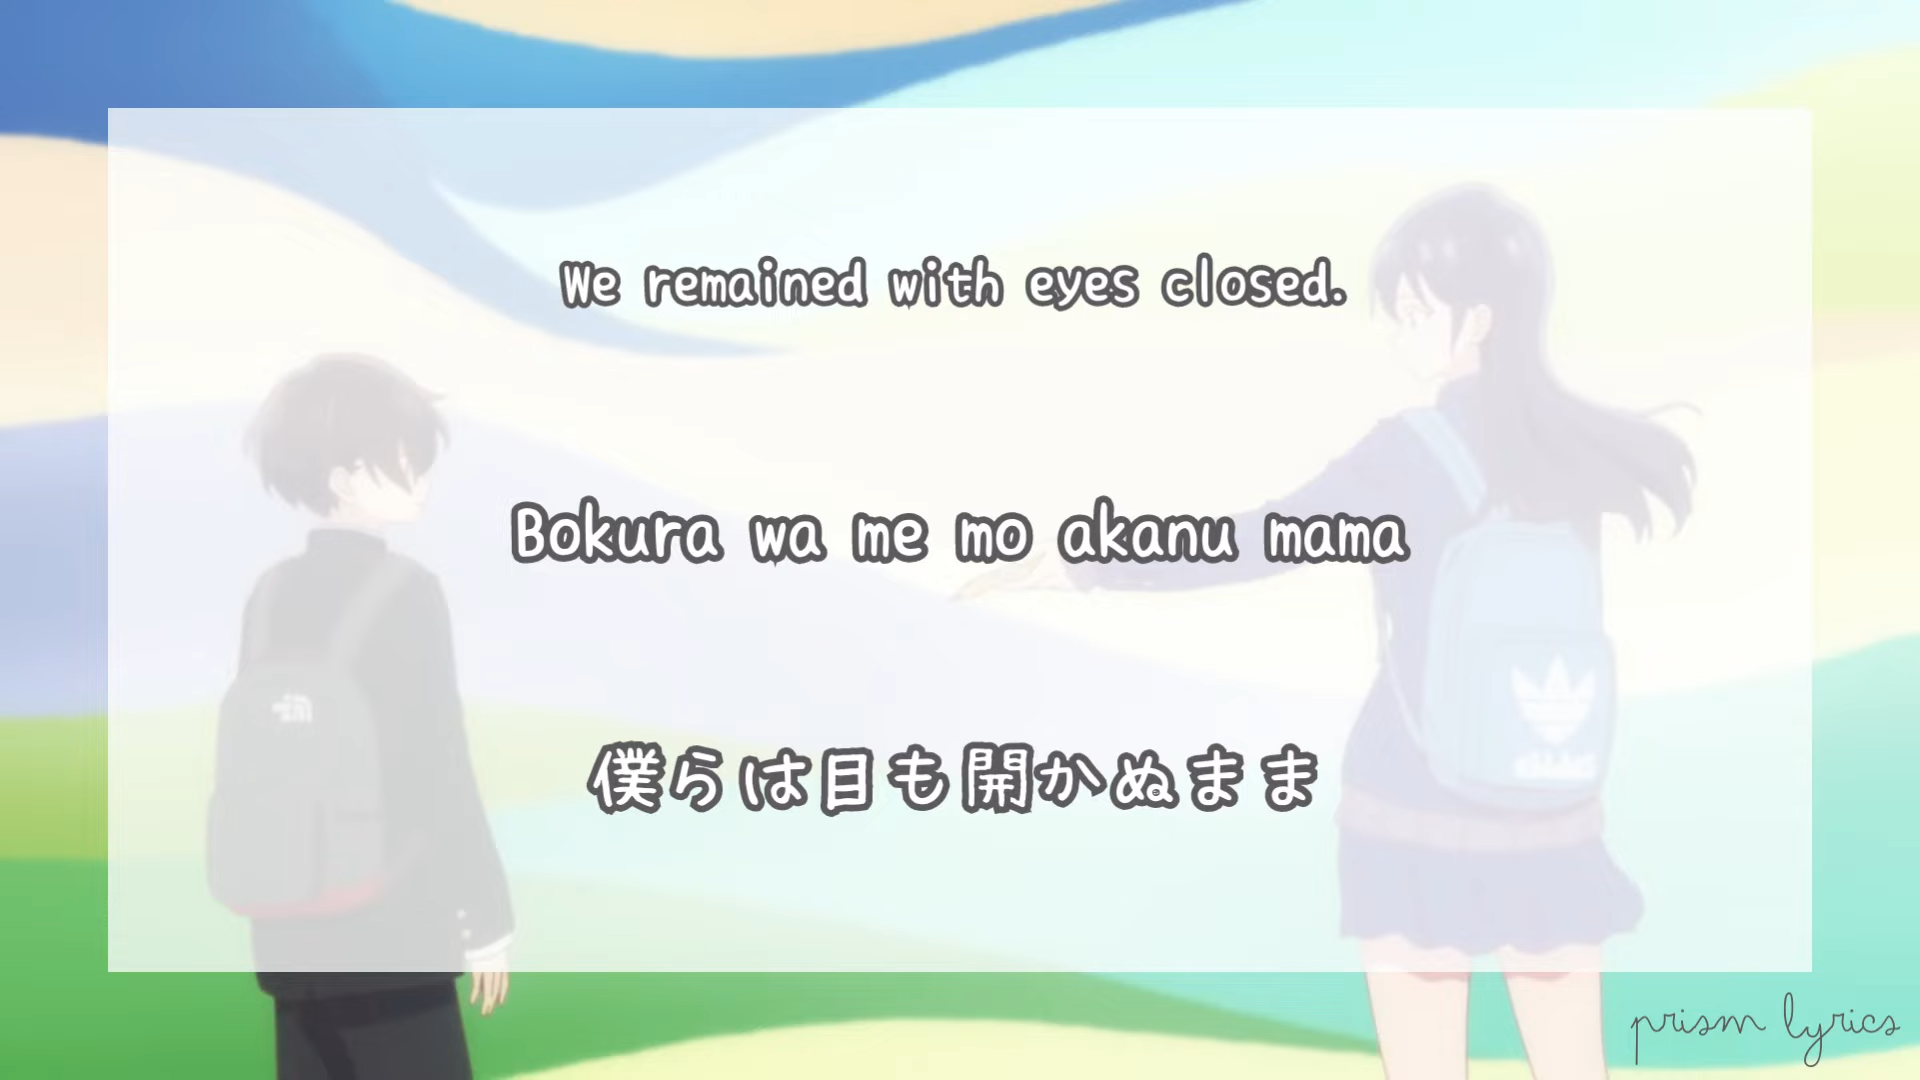 We remained with eyes closed.
Bokura wa me mo akanu mama
僕らは目も開かぬまま
prism lyrics